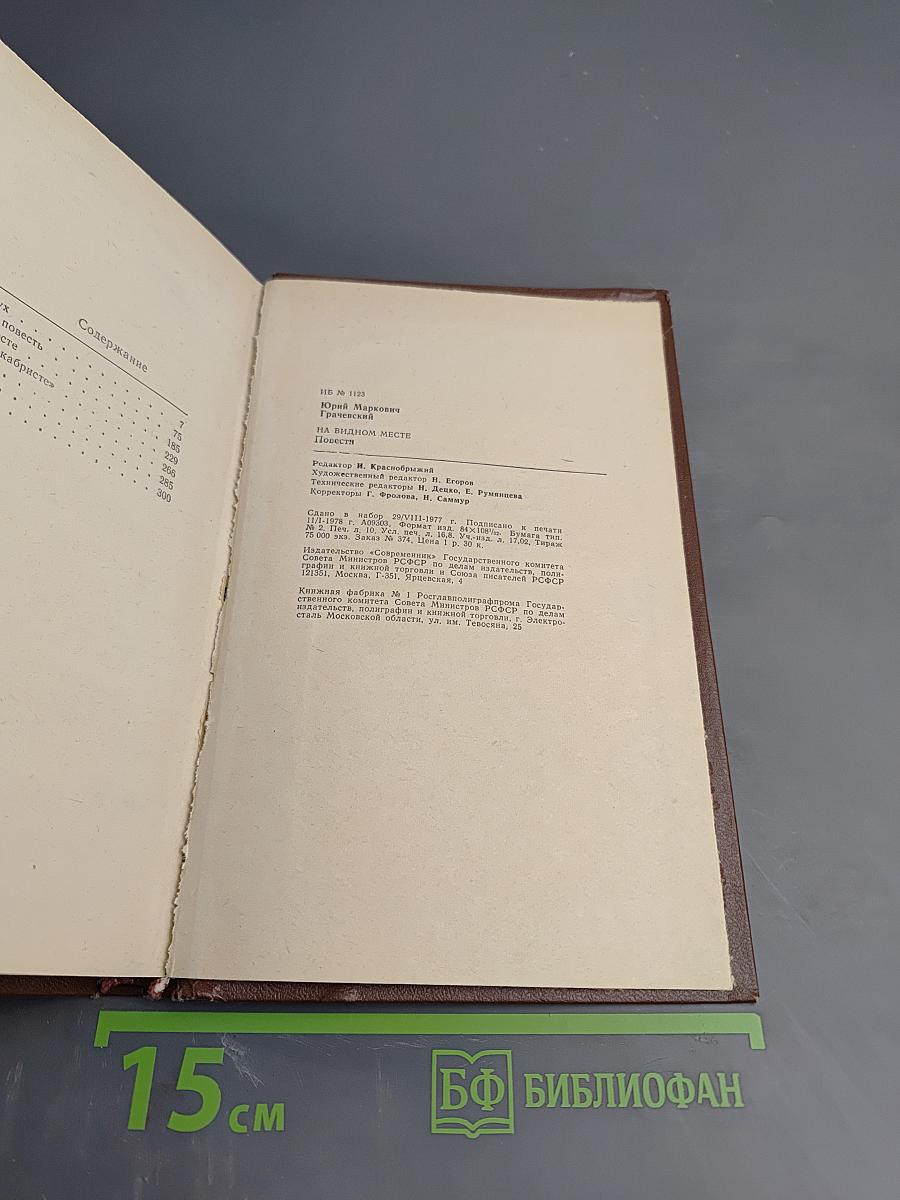 Содержание
ух . . . . . . . 7
повесть . . . . . . 75
сте . . . . . . . 185
кабристе» . . . . . 229
. . . . . . . 266
. . . . . . . 285
. . . . . . . 300
ИБ № 1123
Юрий Маркович
Грачевский
НА ВИДНОМ МЕСТЕ
Повести
Редактор И. Краснобрыжий
Художественный редактор Н. Егоров
Технические редакторы Н. Децко, Е. Румянцева
Корректоры Г. Фролова, Н. Саммур
Сдано в набор 29/VIII-1977 г. Подписано к печати
11/I-1978 г. А09303. Формат изд. 84×108¹/₃₂. Бумага тип.
№ 2. Печ. л. 10. Усл. печ. л. 16,8. Уч.-изд. л. 17,02. Тираж
75 000 экз. Заказ № 374. Цена 1 р. 30 к.
Издательство «Современник» Государственного комитета
Совета Министров РСФСР по делам издательств, поли-
графии и книжной торговли и Союза писателей РСФСР
121351, Москва, Г-351, Ярцевская, 4
Книжная фабрика № 1 Росглавполиграфпрома Государ-
ственного комитета Совета Министров РСФСР по делам
издательств, полиграфии и книжной торговли, г. Электро-
сталь Московской области, ул. им. Тевосяна, 25
15 см
БФ БИБЛИОФАН